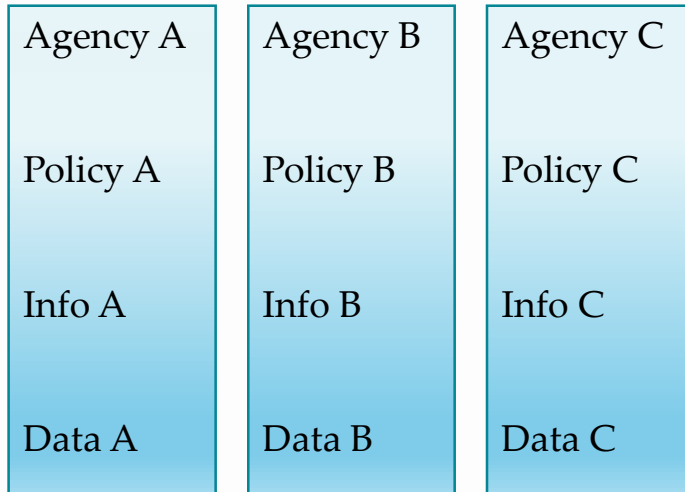 Agency A
Policy A
Info A
Data A
Agency B
Policy B
Info B
Data B
Agency C
Policy C
Info C
Data C